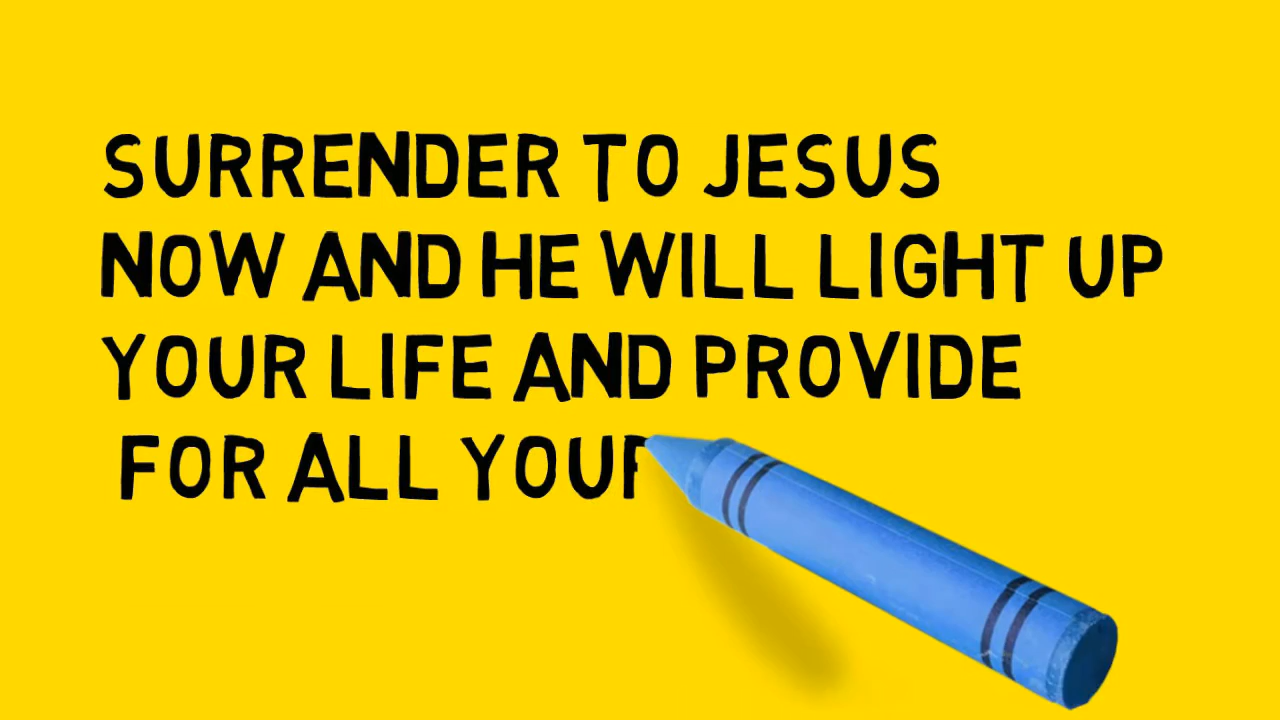 SURRENDER TO JESUS
NOW AND HE WILL LIGHT UP
YOUR LIFE AND PROVIDE
FOR ALL YOUR